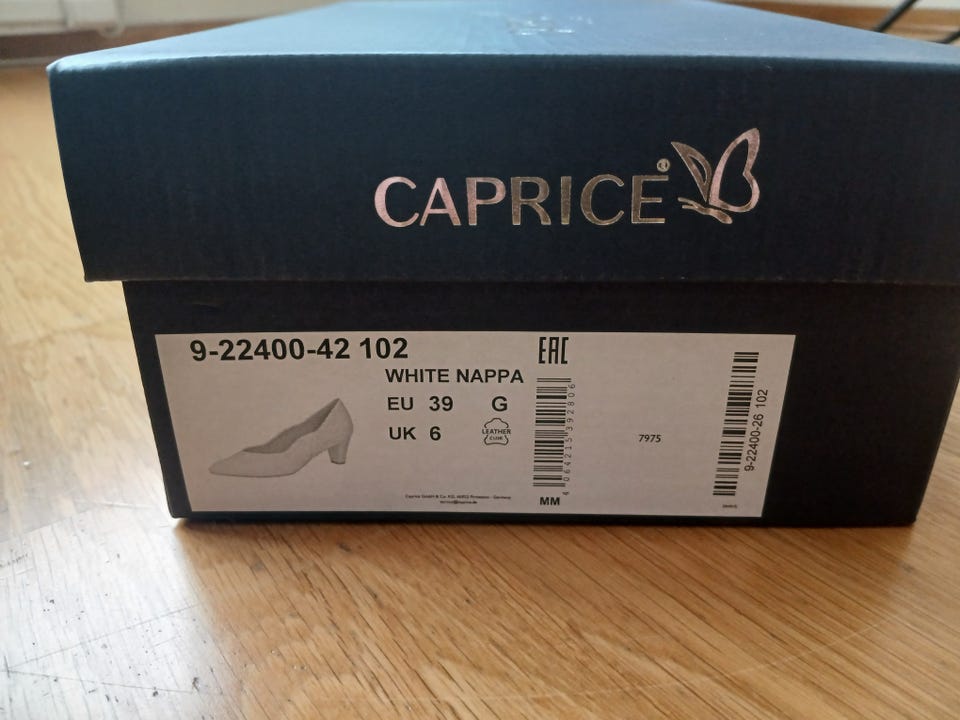 CAPRICE®
9-22400-42 102
EAC
WHITE NAPPA
EU 39 G
UK 6
LEATHER
CUIR
4064215392806
MM
7975
9-22400-26 102